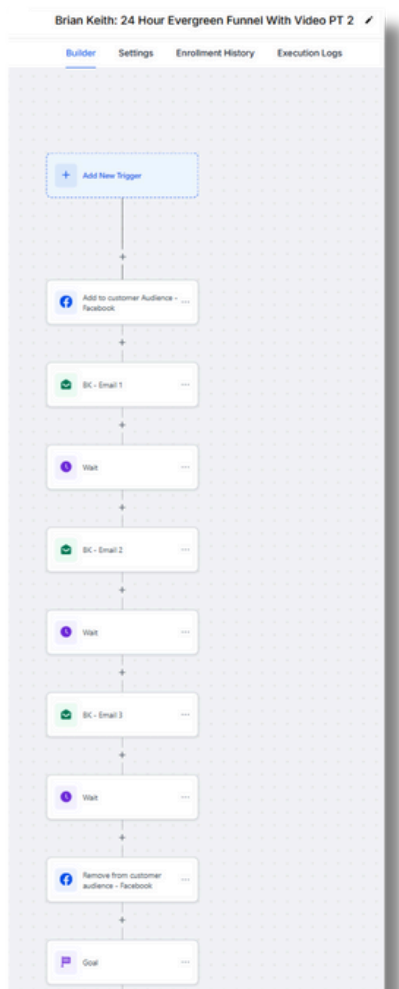 Brian Keith: 24 Hour Evergreen Funnel With Video PT 2
Builder Settings Enrollment History Execution Logs
Add New Trigger
Add to customer Audience -
Facebook
BK - Email 1
Wait
BK - Email 2
Wait
BK - Email 3
Wait
Remove from customer
audience - Facebook
Goal